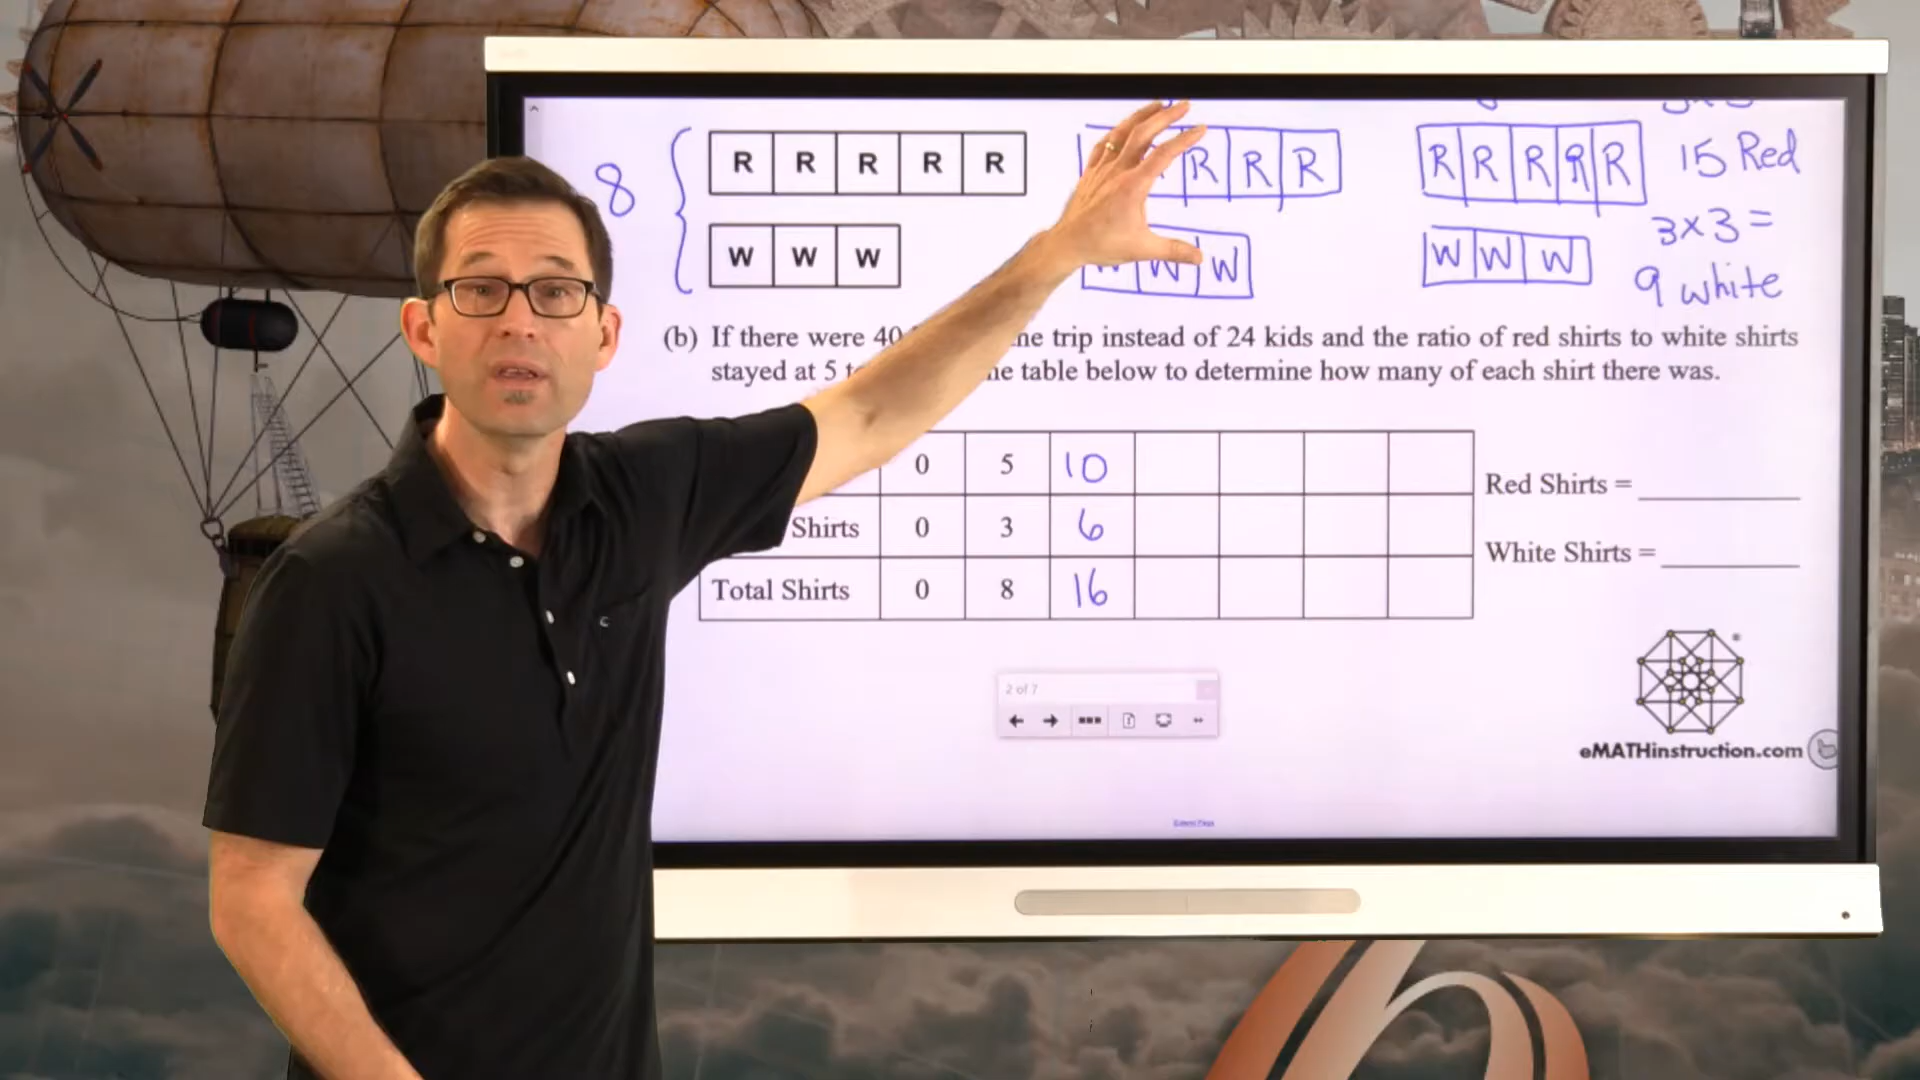 8 R R R R R R R R R R R R R 15 Red
3x3=
W W W W W W W W 9 white
(b) If there were 40 trip instead of 24 kids and the ratio of red shirts to white shirts
stayed at 5 table below to determine how many of each shirt there was.
0 5 10
Red Shirts =
Shirts 0 3 6
White Shirts =
Total Shirts 0 8 16
2 of 7
eMATHinstruction.com
Extend Page